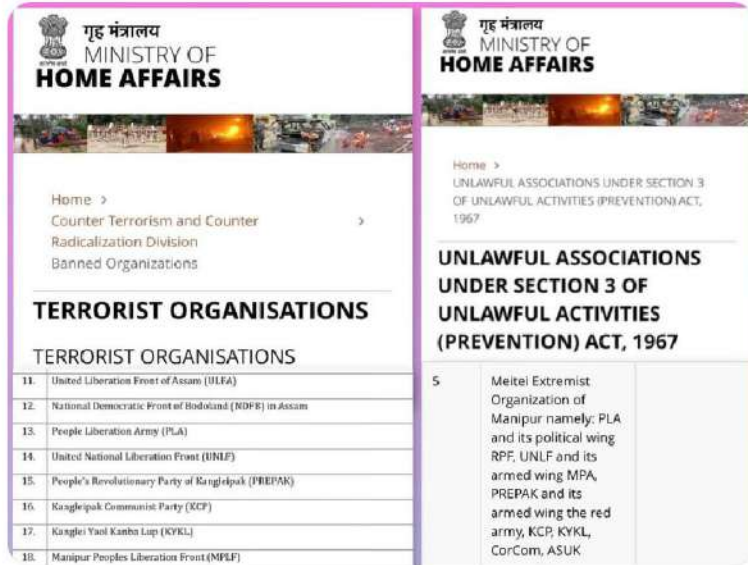 गृह मंत्रालय
MINISTRY OF
HOME AFFAIRS
Home >
Counter Terrorism and Counter >
Radicalization Division
Banned Organizations
TERRORIST ORGANISATIONS
TERRORIST ORGANISATIONS
11. United Liberation Front of Assam (ULFA)
12. National Democratic Front of Bodoland (NDFB) in Assam
13. People Liberation Army (PLA)
14. United National Liberation Front (UNLF)
15. People's Revolutionary Party of Kangleipak (PREPAK)
16. Kangleipak Communist Party (KCP)
17. Kanglei Yaol Kanba Lup (KYKL)
18. Manipur Peoples Liberation Front (MPLF)
गृह मंत्रालय
MINISTRY OF
HOME AFFAIRS
Home >
UNLAWFUL ASSOCIATIONS UNDER SECTION 3
OF UNLAWFUL ACTIVITIES (PREVENTION) ACT,
1967
UNLAWFUL ASSOCIATIONS
UNDER SECTION 3 OF
UNLAWFUL ACTIVITIES
(PREVENTION) ACT, 1967
5 Meitei Extremist
Organization of
Manipur namely: PLA
and its political wing
RPF, UNLF and its
armed wing MPA,
PREPAK and its
armed wing the red
army, KCP, KYKL,
CorCom, ASUK